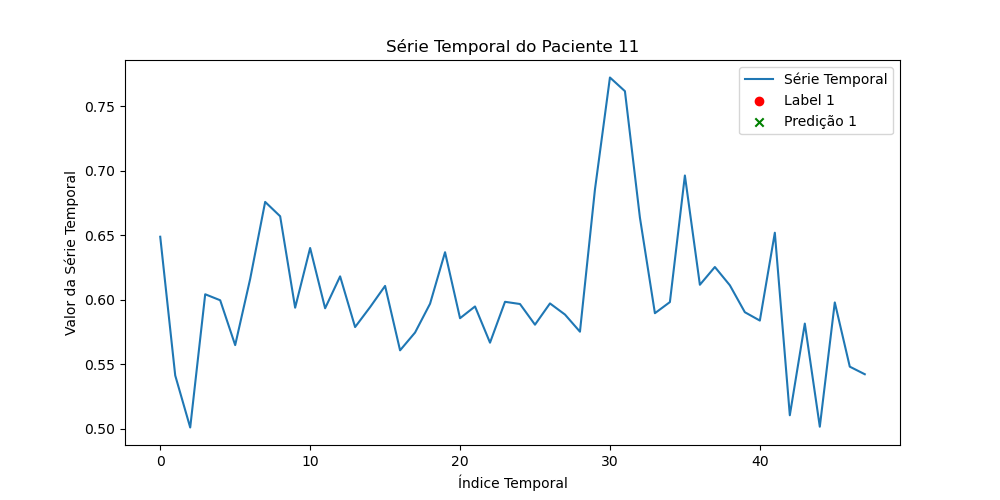 Série Temporal do Paciente 11
Série Temporal
Label 1
Predição 1
Valor da Série Temporal
0.75
0.70
0.65
0.60
0.55
0.50
0
10
20
30
40
Índice Temporal